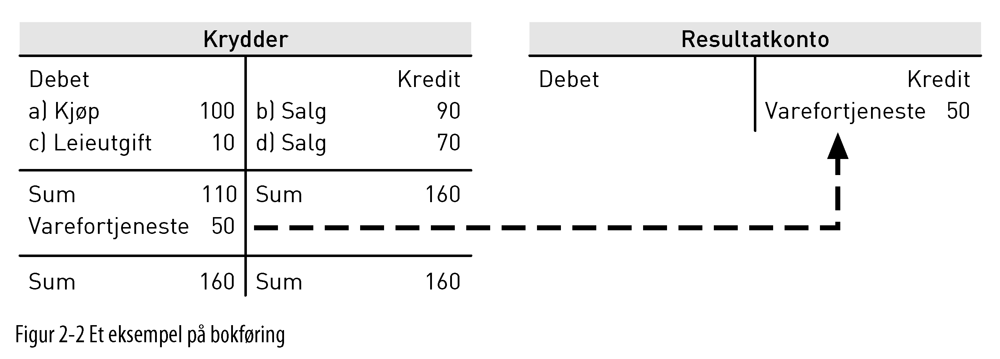 Krydder
Debet Kredit
a) Kjøp 100 b) Salg 90
c) Leieutgift 10 d) Salg 70
Sum 110 Sum 160
Varefortjeneste 50
Sum 160 Sum 160
Resultatkonto
Debet Kredit
Varefortjeneste 50
Figur 2-2 Et eksempel på bokføring